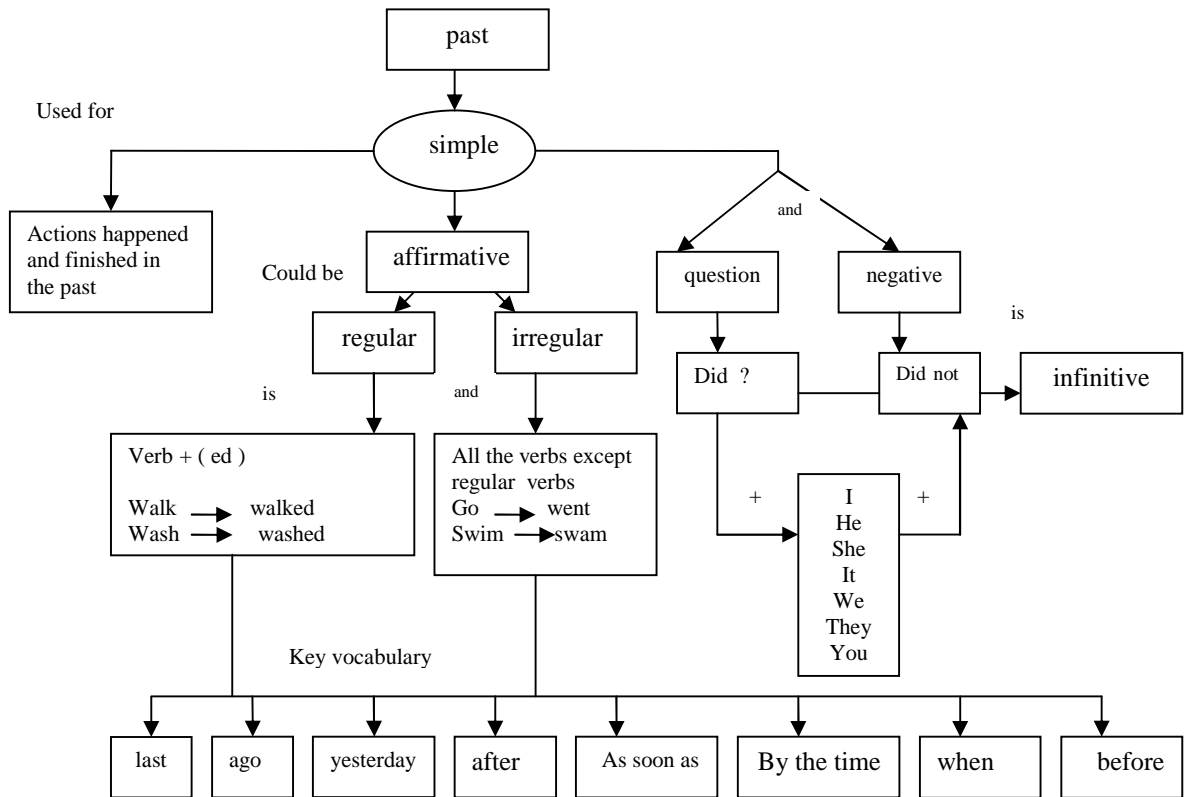 past
Used for
simple
and
Actions happened
and finished in
the past
affirmative
Could be
question
negative
is
regular
irregular
Did ?
Did not
infinitive
is
and
Verb + ( ed )
Walk walked
Wash washed
All the verbs except
regular verbs
Go went
Swim swam
+
I
He
She
It
We
They
You
+
Key vocabulary
last
ago
yesterday
after
As soon as
By the time
when
before